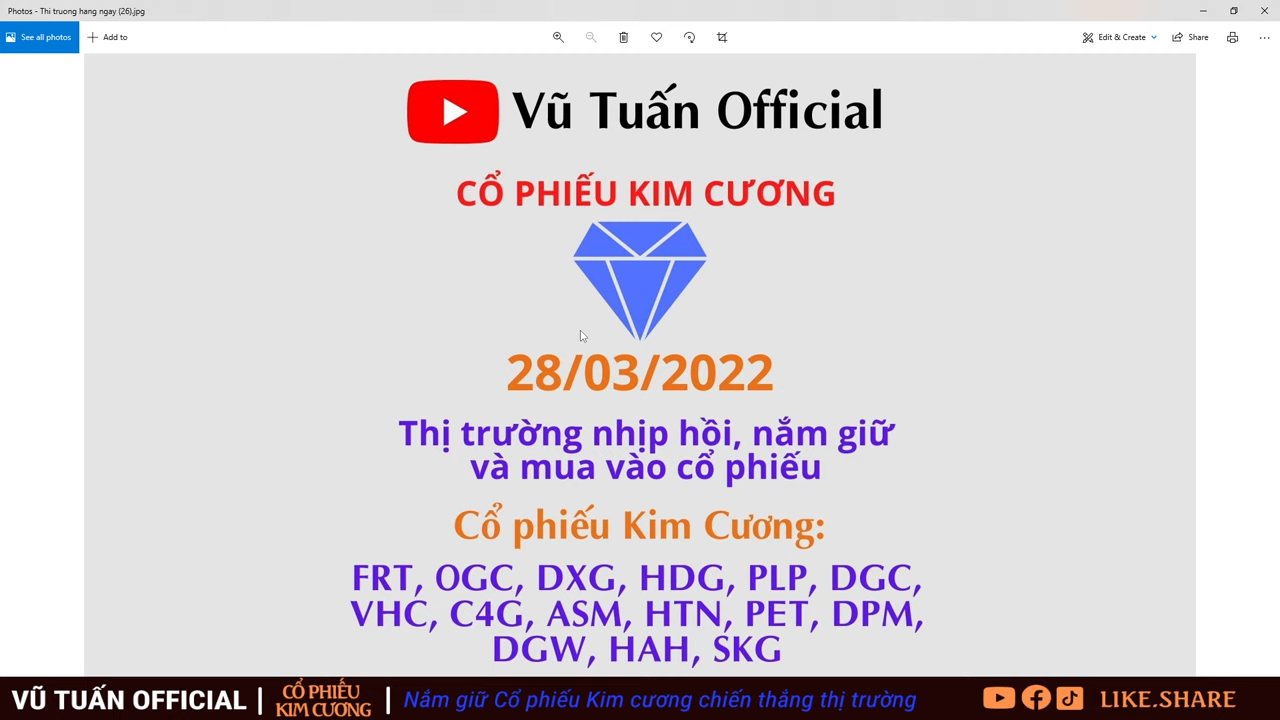 Photos - Thi truong hang ngay (26).jpg
See all photos
Add to
Edit & Create
Share
Vũ Tuấn Official
CỔ PHIẾU KIM CƯƠNG
28/03/2022
Thị trường nhịp hồi, nắm giữ
và mua vào cổ phiếu
Cổ phiếu Kim Cương:
FRT, OGC, DXG, HDG, PLP, DGC,
VHC, C4G, ASM, HTN, PET, DPM,
DGW, HAH, SKG
VŨ TUẤN OFFICIAL | CỔ PHIẾU
KIM CƯƠNG | Nắm giữ Cổ phiếu Kim cương chiến thắng thị trường
LIKE.SHARE